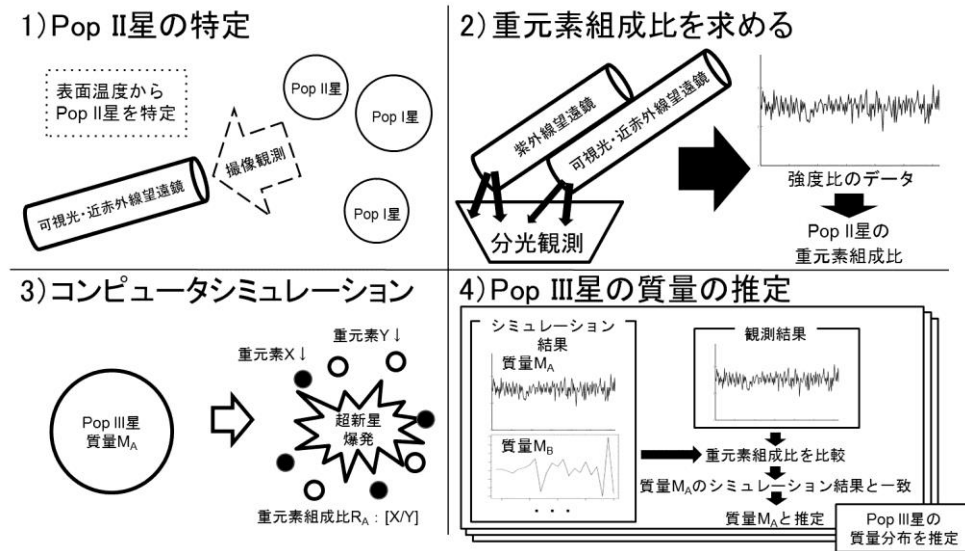 1)Pop II星の特定
表面温度から
Pop II星を特定
Pop II星
Pop I星
撮像観測
可視光・近赤外線望遠鏡
Pop I星
2)重元素組成比を求める
紫外線望遠鏡
可視光・近赤外線望遠鏡
分光観測
強度比のデータ
Pop II星の
重元素組成比
3)コンピュータシミュレーション
重元素X↓
重元素Y↓
Pop III星
質量MA
超新星
爆発
重元素組成比RA：[X/Y]
4)Pop III星の質量の推定
シミュレーション
結果
質量MA
質量MB
・・・
観測結果
重元素組成比を比較
質量MAのシミュレーション結果と一致
質量MAと推定
Pop III星の
質量分布を推定